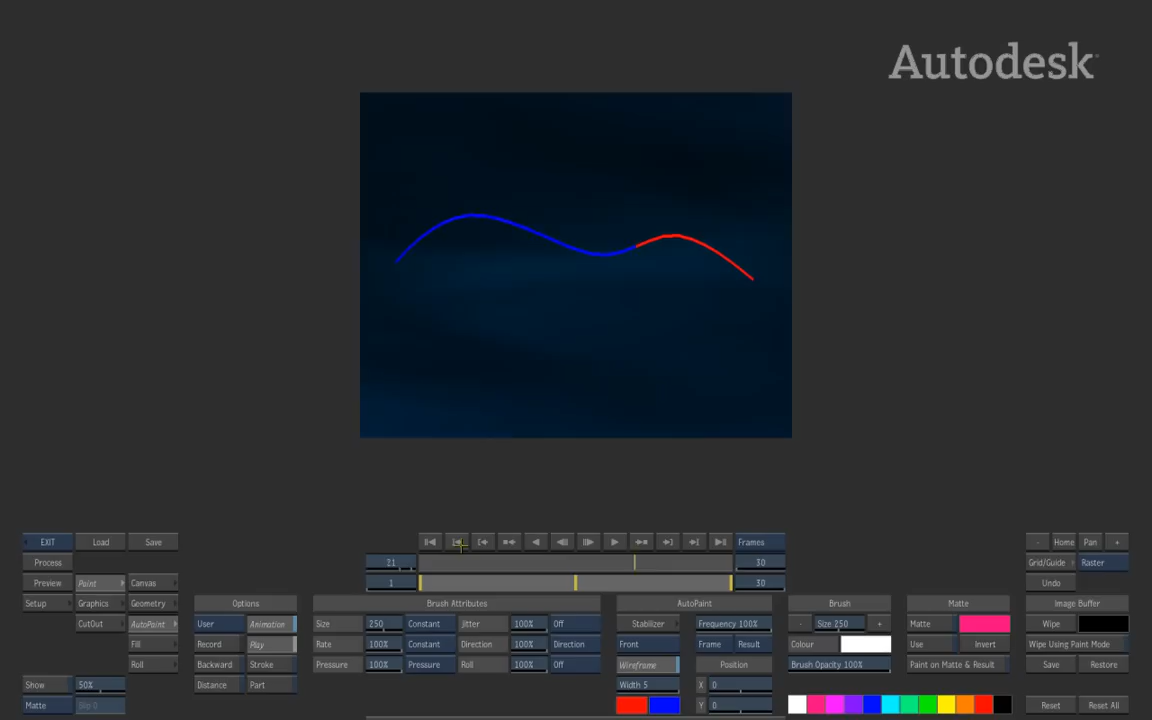 Autodesk
EXIT Load Save Frames - Home Pan +
Process 21 30 Grid/Guide Raster
Preview Paint Canvas 1 30 Undo
Setup Graphics Geometry Options Brush Attributes AutoPaint Brush Matte Image Buffer
CutOut AutoPaint User Animation Size 250 Constant Jitter 100% Off Stabilizer Frequency 100% - Size 250 + Matte Wipe
Fill Record Play Rate 100% Constant Direction 100% Direction Front Frame Result Colour Use Invert Wipe Using Paint Mode
Roll Backward Stroke Pressure 100% Pressure Roll 100% Off Wireframe Position Brush Opacity 100% Paint on Matte & Result Save Restore
Show 50% Distance Part Width 5 X 0
Matte Slip 0 Y 0 Reset Reset All